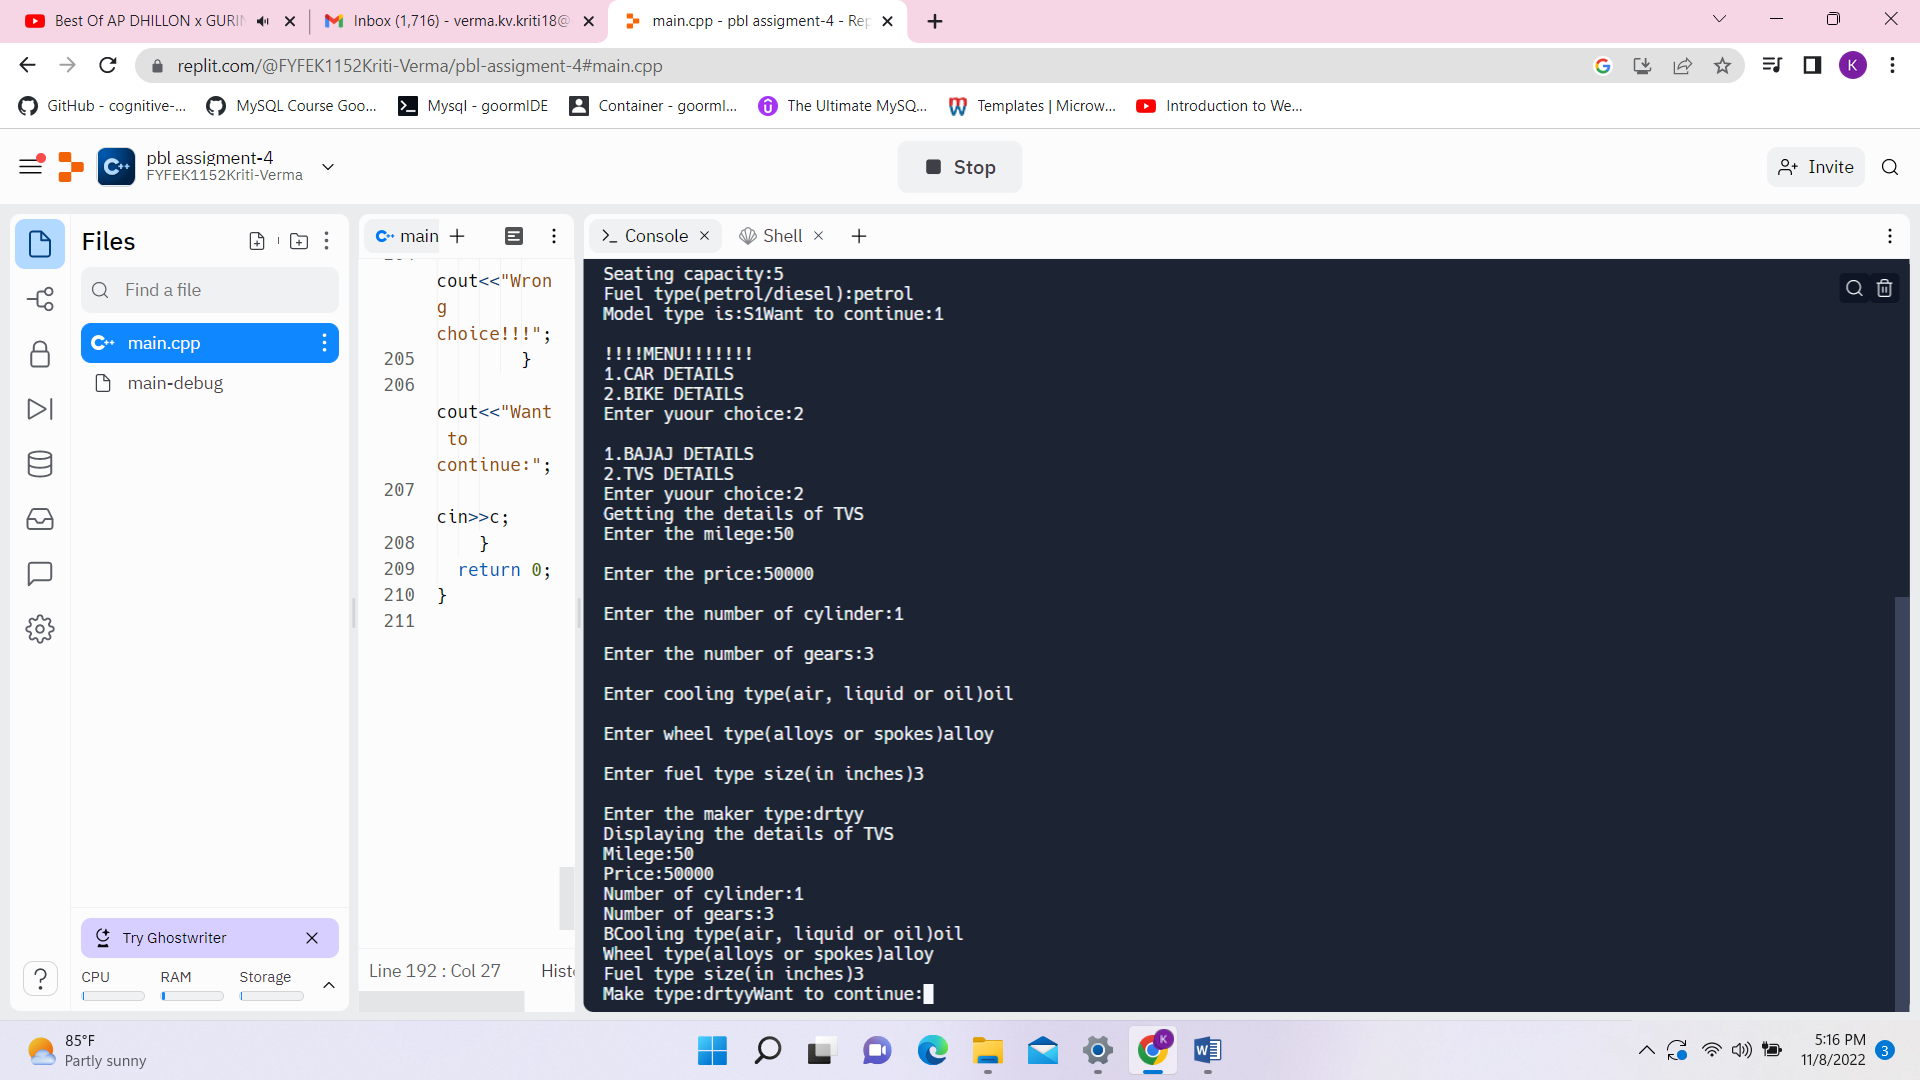 Best Of AP DHILLON x GURIN
Inbox (1,716) - verma.kv.kriti18@
main.cpp - pbl assigment-4 - Rep
replit.com/@FYFEK1152Kriti-Verma/pbl-assigment-4#main.cpp
K
GitHub - cognitive-...
MySQL Course Goo...
Mysql - goormIDE
Container - goorml...
The Ultimate MySQ...
Templates | Microw...
Introduction to We...
pbl assigment-4
FYFEK1152Kriti-Verma
Stop
Invite
Files
Find a file
main.cpp
main-debug
Try Ghostwriter
CPU
RAM
Storage
main
cout<<"Wron
g
choice!!!";
205 }
206
cout<<"Want
to
continue:";
207
cin>>c;
208 }
209 return 0;
210 }
211
Line 192 : Col 27
Histo
Console
Shell
Seating capacity:5
Fuel type(petrol/diesel):petrol
Model type is:S1Want to continue:1
!!!!MENU!!!!!!!
1.CAR DETAILS
2.BIKE DETAILS
Enter yuour choice:2
1.BAJAJ DETAILS
2.TVS DETAILS
Enter yuour choice:2
Getting the details of TVS
Enter the milege:50
Enter the price:50000
Enter the number of cylinder:1
Enter the number of gears:3
Enter cooling type(air, liquid or oil)oil
Enter wheel type(alloys or spokes)alloy
Enter fuel type size(in inches)3
Enter the maker type:drtyy
Displaying the details of TVS
Milege:50
Price:50000
Number of cylinder:1
Number of gears:3
BCooling type(air, liquid or oil)oil
Wheel type(alloys or spokes)alloy
Fuel type size(in inches)3
Make type:drtyyWant to continue:
85°F
Partly sunny
5:16 PM
11/8/2022
3